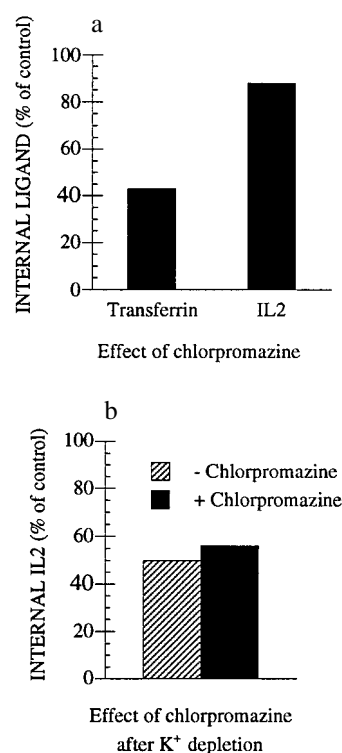 a
INTERNAL LIGAND (% of control)
100
80
60
40
20
0
Transferrin IL2
Effect of chlorpromazine
b
INTERNAL IL2 (% of control)
100
80
60
40
20
0
- Chlorpromazine
+ Chlorpromazine
Effect of chlorpromazine
after K⁺ depletion